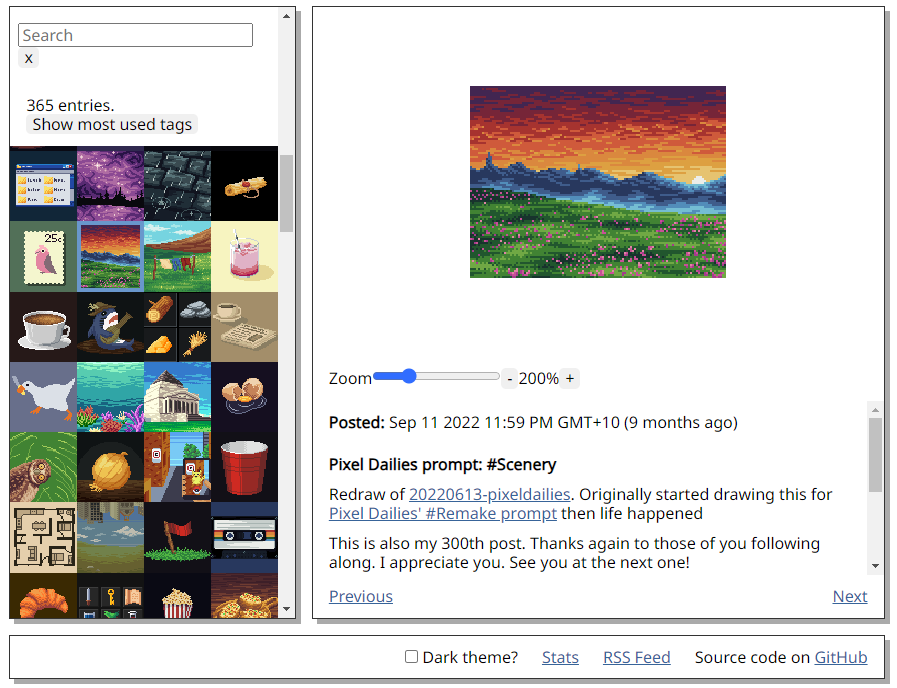 Search
x
365 entries.
Show most used tags
25c
Zoom - 200% +
Posted: Sep 11 2022 11:59 PM GMT+10 (9 months ago)
Pixel Dailies prompt: #Scenery
Redraw of 20220613-pixeldailies. Originally started drawing this for
Pixel Dailies' #Remake prompt then life happened
This is also my 300th post. Thanks again to those of you following
along. I appreciate you. See you at the next one!
Previous
Next
Dark theme? Stats RSS Feed Source code on GitHub